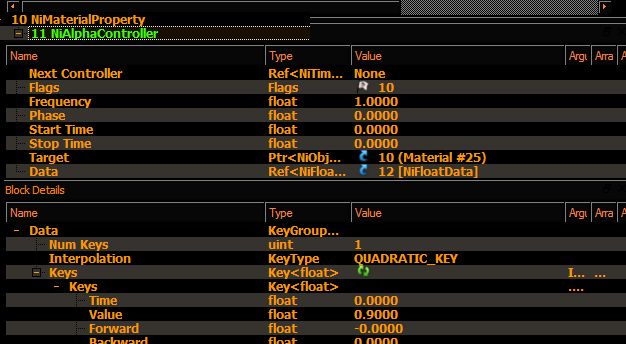 10 NiMaterialProperty
11 NiAlphaController
Name Type Value Argu Arra Arra
Next Controller Ref<NiTim... None
Flags Flags 10
Frequency float 1.0000
Phase float 0.0000
Start Time float 0.0000
Stop Time float 0.0000
Target Ptr<NiObj... 10 (Material #25)
Data Ref<NiFloa... 12 [NiFloatData]
Block Details
Name Type Value Argu Arra Arra
Data KeyGroup...
Num Keys uint 1
Interpolation KeyType QUADRATIC_KEY
Keys Key<float> I... ...
Keys Key<float> ....
Time float 0.0000
Value float 0.9000
Forward float -0.0000
Backward float 0.0000